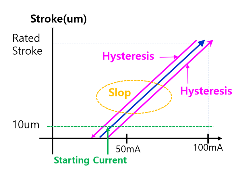 Stroke(um)
Rated
Stroke
Hysteresis
Slop
Hysteresis
10um
50mA
100mA
Starting Current